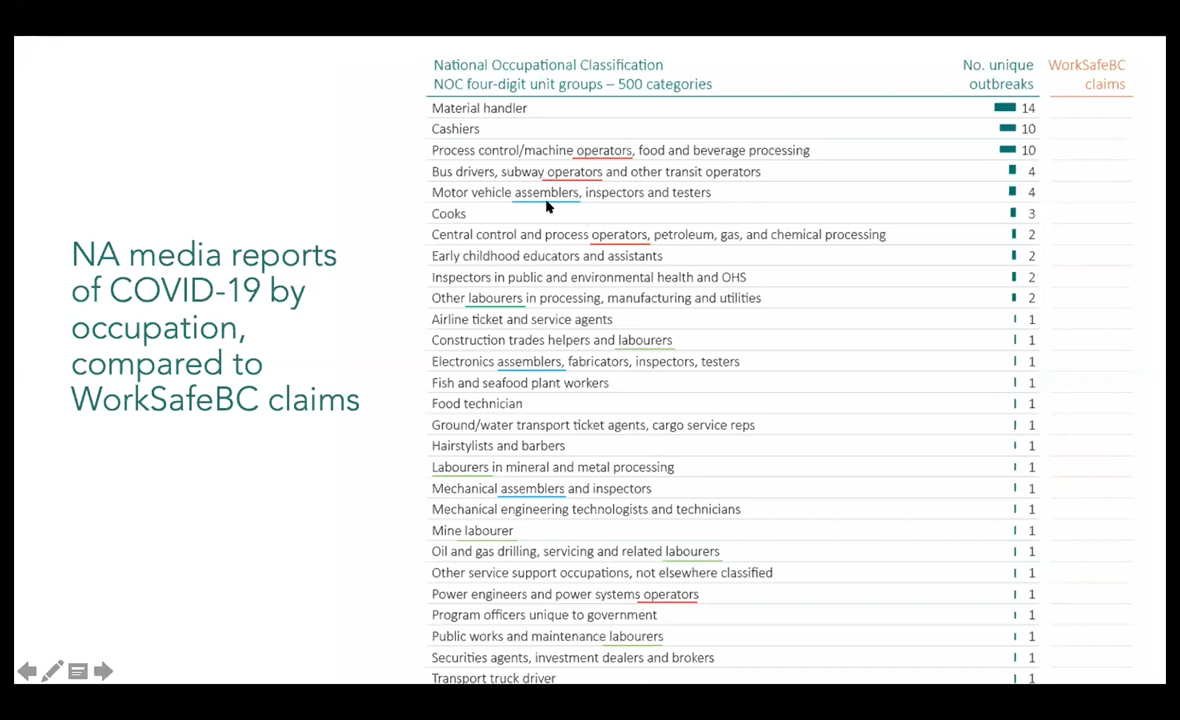 NA media reports
of COVID-19 by
occupation,
compared to
WorkSafeBC claims
National Occupational Classification
NOC four-digit unit groups – 500 categories
No. unique
outbreaks
WorkSafeBC
claims
Material handler 14
Cashiers 10
Process control/machine operators, food and beverage processing 10
Bus drivers, subway operators and other transit operators 4
Motor vehicle assemblers, inspectors and testers 4
Cooks 3
Central control and process operators, petroleum, gas, and chemical processing 2
Early childhood educators and assistants 2
Inspectors in public and environmental health and OHS 2
Other labourers in processing, manufacturing and utilities 2
Airline ticket and service agents 1
Construction trades helpers and labourers 1
Electronics assemblers, fabricators, inspectors, testers 1
Fish and seafood plant workers 1
Food technician 1
Ground/water transport ticket agents, cargo service reps 1
Hairstylists and barbers 1
Labourers in mineral and metal processing 1
Mechanical assemblers and inspectors 1
Mechanical engineering technologists and technicians 1
Mine labourer 1
Oil and gas drilling, servicing and related labourers 1
Other service support occupations, not elsewhere classified 1
Power engineers and power systems operators 1
Program officers unique to government 1
Public works and maintenance labourers 1
Securities agents, investment dealers and brokers 1
Transport truck driver 1